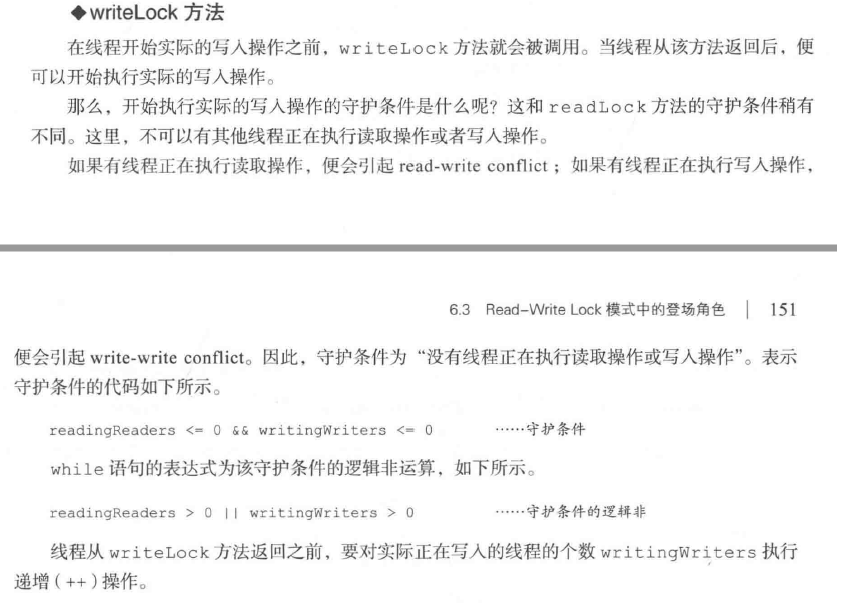 ◆writeLock 方法
在线程开始实际的写入操作之前，writeLock方法就会被调用。当线程从该方法返回后，便
可以开始执行实际的写入操作。
那么，开始执行实际的写入操作的守护条件是什么呢？这和 readLock 方法的守护条件稍有
不同。这里，不可以有其他线程正在执行读取操作或者写入操作。
如果有线程正在执行读取操作，便会引起 read-write conflict；如果有线程正在执行写入操作，
6.3 Read-Write Lock 模式中的登场角色 | 151
便会引起 write-write conflict。因此，守护条件为“没有线程正在执行读取操作或写入操作”。表示
守护条件的代码如下所示。
readingReaders <= 0 && writingWriters <= 0 ……守护条件
while 语句的表达式为该守护条件的逻辑非运算，如下所示。
readingReaders > 0 || writingWriters > 0 ……守护条件的逻辑非
线程从 writeLock 方法返回之前，要对实际正在写入的线程的个数 writingWriters 执行
递增（++）操作。